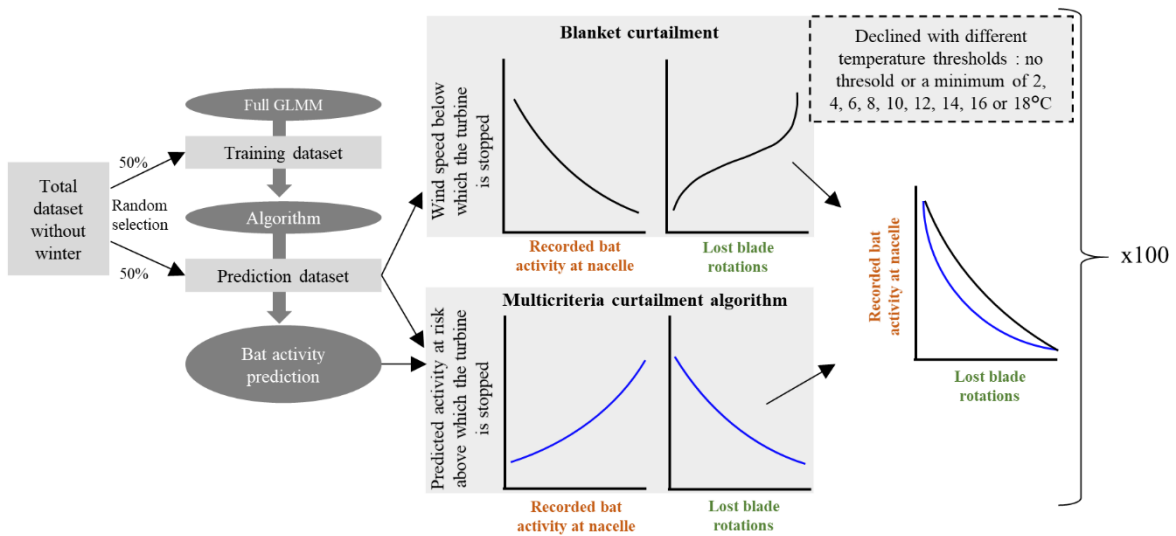 Total
dataset
without
winter
50%
Random
selection
50%
Full GLMM
Training dataset
Algorithm
Prediction dataset
Bat activity
prediction
Blanket curtailment
Wind speed below
which the turbine
is stopped
Recorded bat
activity at nacelle
Lost blade
rotations
Multicriteria curtailment algorithm
Predicted activity at risk
above which the turbine
is stopped
Recorded bat
activity at nacelle
Lost blade
rotations
Declined with different
temperature thresholds : no
thresold or a minimum of 2,
4, 6, 8, 10, 12, 14, 16 or 18°C
Recorded bat
activity at nacelle
Lost blade
rotations
x100